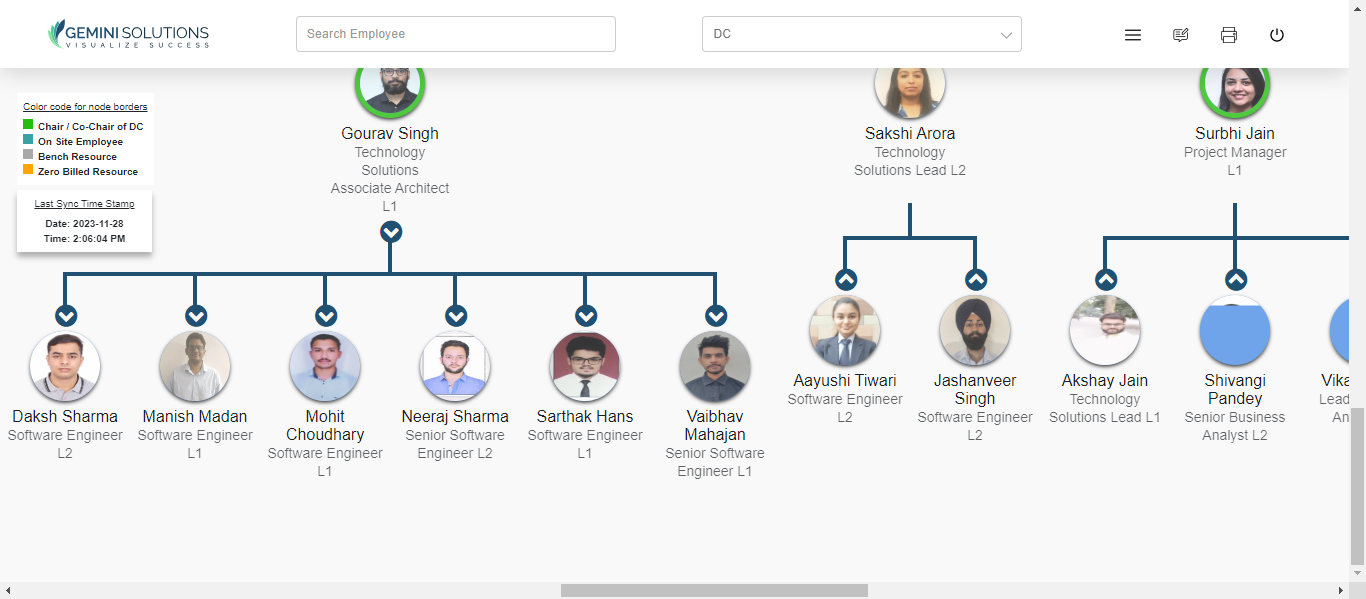 GEMINI SOLUTIONS
VISUALIZE SUCCESS
Search Employee
DC
Color code for node borders
Chair / Co-Chair of DC
On Site Employee
Bench Resource
Zero Billed Resource
Last Sync Time Stamp
Date: 2023-11-28
Time: 2:06:04 PM
Gourav Singh
Technology
Solutions
Associate Architect
L1
Sakshi Arora
Technology
Solutions Lead L2
Surbhi Jain
Project Manager
L1
Daksh Sharma
Software Engineer
L2
Manish Madan
Software Engineer
L1
Mohit
Choudhary
Software Engineer
L1
Neeraj Sharma
Senior Software
Engineer L2
Sarthak Hans
Software Engineer
L1
Vaibhav
Mahajan
Senior Software
Engineer L1
Aayushi Tiwari
Software Engineer
L2
Jashanveer
Singh
Software Engineer
L2
Akshay Jain
Technology
Solutions Lead L1
Shivangi
Pandey
Senior Business
Analyst L2
Vika
Lead
An